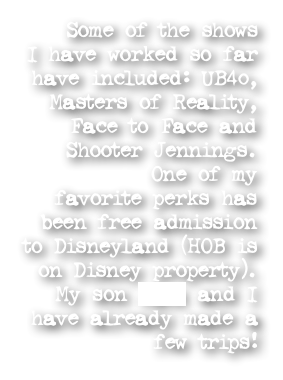 Some of the shows
I have worked so far
have included: UB40,
Masters of Reality,
Face to Face and
Shooter Jennings.
One of my
favorite perks has
been free admission
to Disneyland (HOB is
on Disney property).
My son and I
have already made a
few trips!